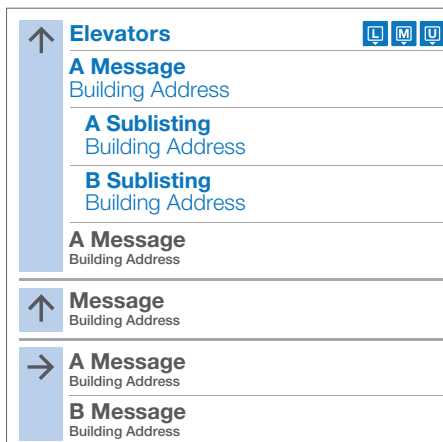 Elevators L M U
A Message
Building Address
A Sublisting
Building Address
B Sublisting
Building Address
A Message
Building Address
Message
Building Address
A Message
Building Address
B Message
Building Address